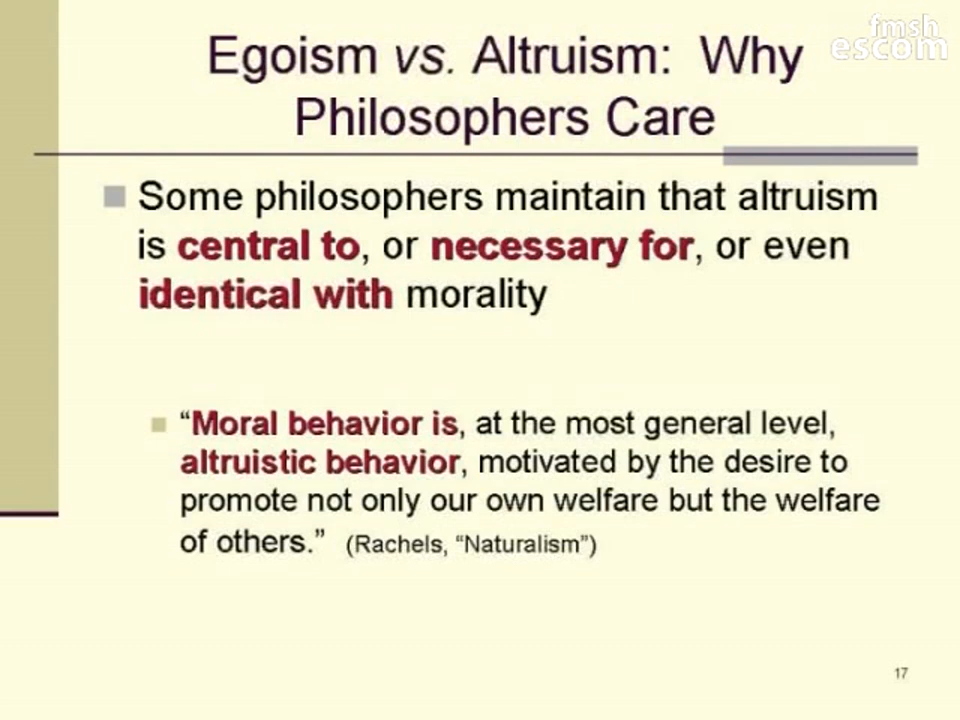 fmsh
escom
Egoism vs. Altruism: Why
Philosophers Care
Some philosophers maintain that altruism
is central to, or necessary for, or even
identical with morality
“Moral behavior is, at the most general level,
altruistic behavior, motivated by the desire to
promote not only our own welfare but the welfare
of others.” (Rachels, “Naturalism”)
17